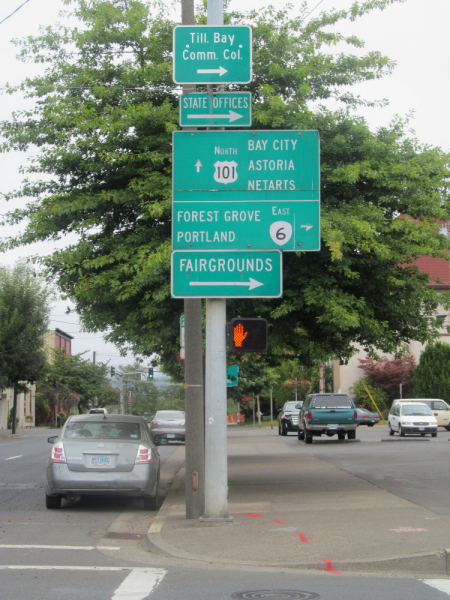 Till. Bay
Comm. Col.
STATE OFFICES
NORTH
101
BAY CITY
ASTORIA
NETARTS
FOREST GROVE
PORTLAND
EAST
6
FAIRGROUNDS